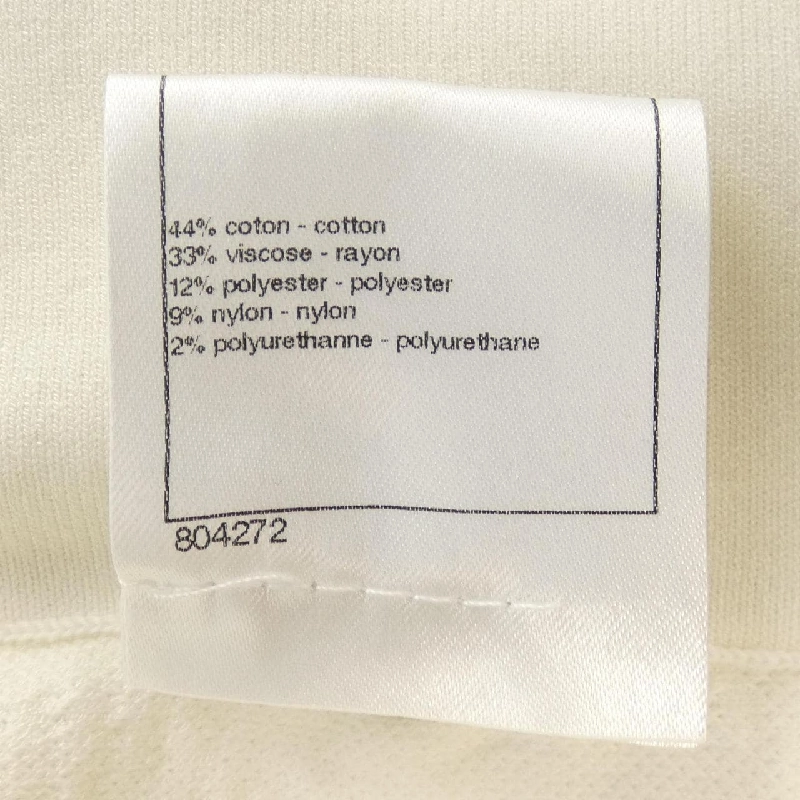 44% coton - cotton
33% viscose - rayon
12% polyester - polyester
9% nylon - nylon
2% polyurethanne - polyurethane
804272